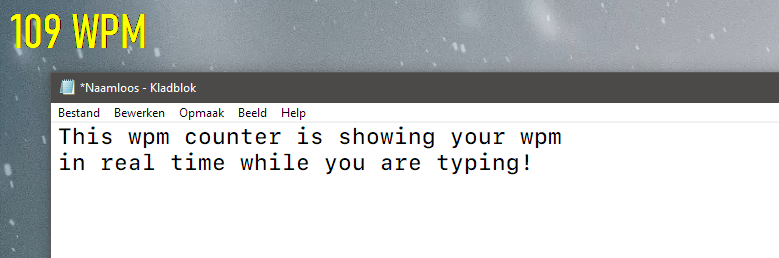 109 WPM
*Naamloos - Kladblok
Bestand Bewerken Opmaak Beeld Help
This wpm counter is showing your wpm
in real time while you are typing!